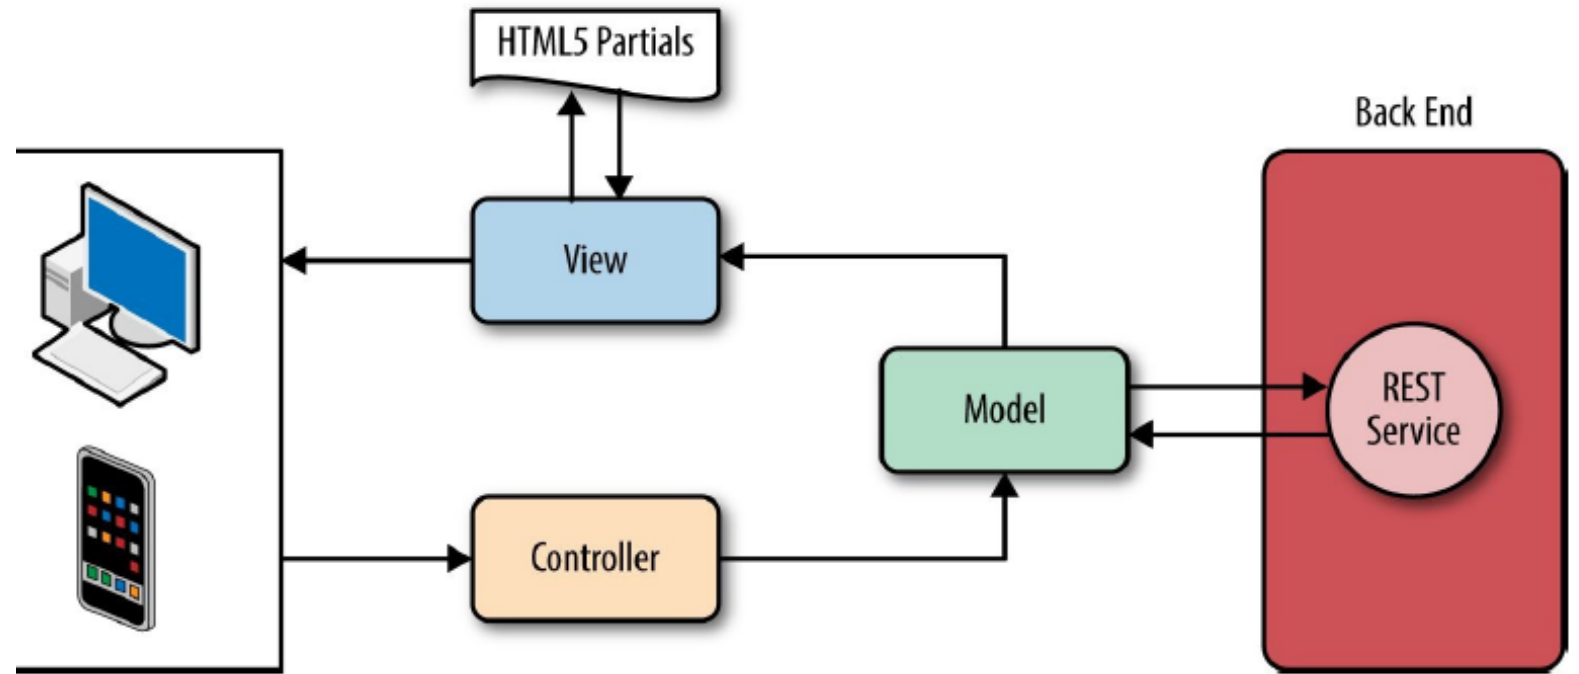 HTML5 Partials
Back End
View
Model
REST
Service
Controller